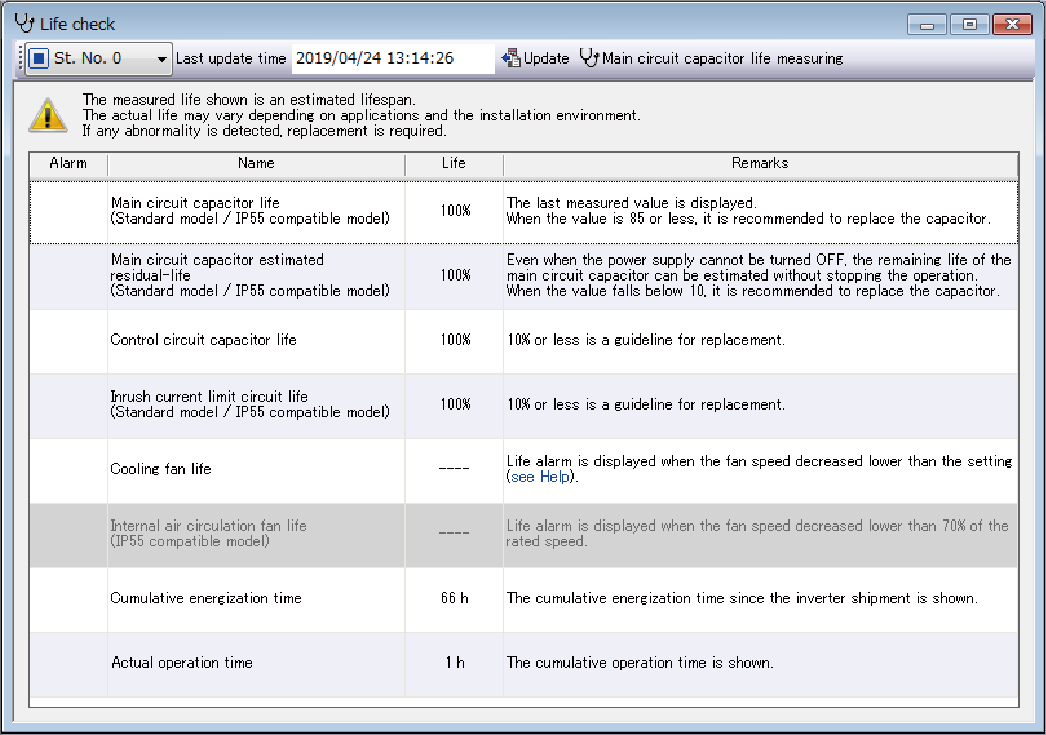 Life check
St. No. 0 Last update time 2019/04/24 13:14:26 Update Main circuit capacitor life measuring
The measured life shown is an estimated lifespan.
The actual life may vary depending on applications and the installation environment.
If any abnormality is detected, replacement is required.
Alarm Name Life Remarks
Main circuit capacitor life
(Standard model / IP55 compatible model)
100%
The last measured value is displayed.
When the value is 85 or less, it is recommended to replace the capacitor.
Main circuit capacitor estimated
residual-life
(Standard model / IP55 compatible model)
100%
Even when the power supply cannot be turned OFF, the remaining life of the
main circuit capacitor can be estimated without stopping the operation.
When the value falls below 10, it is recommended to replace the capacitor.
Control circuit capacitor life
100%
10% or less is a guideline for replacement.
Inrush current limit circuit life
(Standard model / IP55 compatible model)
100%
10% or less is a guideline for replacement.
Cooling fan life
----
Life alarm is displayed when the fan speed decreased lower than the setting
(see Help).
Internal air circulation fan life
(IP55 compatible model)
----
Life alarm is displayed when the fan speed decreased lower than 70% of the
rated speed.
Cumulative energization time
66 h
The cumulative energization time since the inverter shipment is shown.
Actual operation time
1 h
The cumulative operation time is shown.